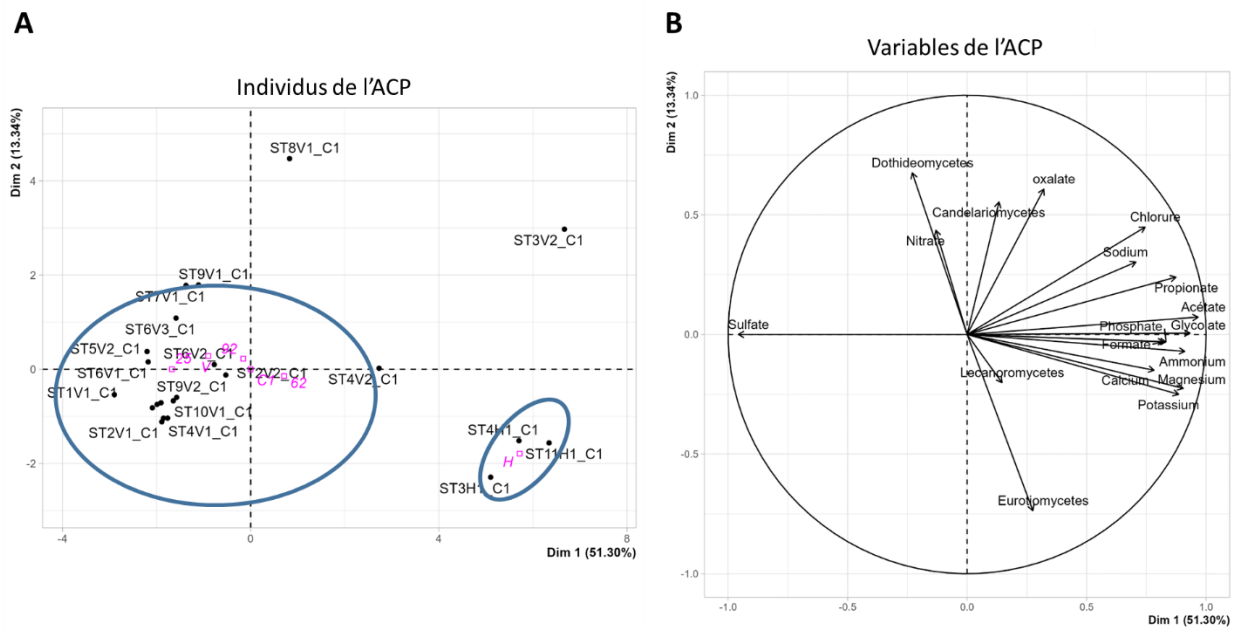 A
Individus de l'ACP
Dim 2 (13.34%)
4
2
0
-2
ST8V1_C1
ST3V2_C1
ST9V1_C1
ST7V1_C1
ST6V3_C1
ST5V2_C1
ST6V2_C1
92
25
V
ST6V1_C1
ST2V2_C1
ST4V2_C1
C1
62
ST1V1_C1
ST9V2_C1
ST10V1_C1
ST2V1_C1
ST4V1_C1
ST4H1_C1
ST11H1_C1
H
ST3H1_C1
-4
0
4
8
Dim 1 (51.30%)
B
Variables de l'ACP
Dim 2 (13.34%)
1.0
0.5
0.0
-0.5
-1.0
Dothideomycetes
oxalate
Candelariomycetes
Chlorure
Nitrate
Sodium
Propionate
Acétate
Sulfate
Phosphate
Glycolate
Formate
Ammonium
Lecanoromycetes
Calcium
Magnesium
Potassium
Eurotiomycetes
-1.0
-0.5
0.0
0.5
1.0
Dim 1 (51.30%)